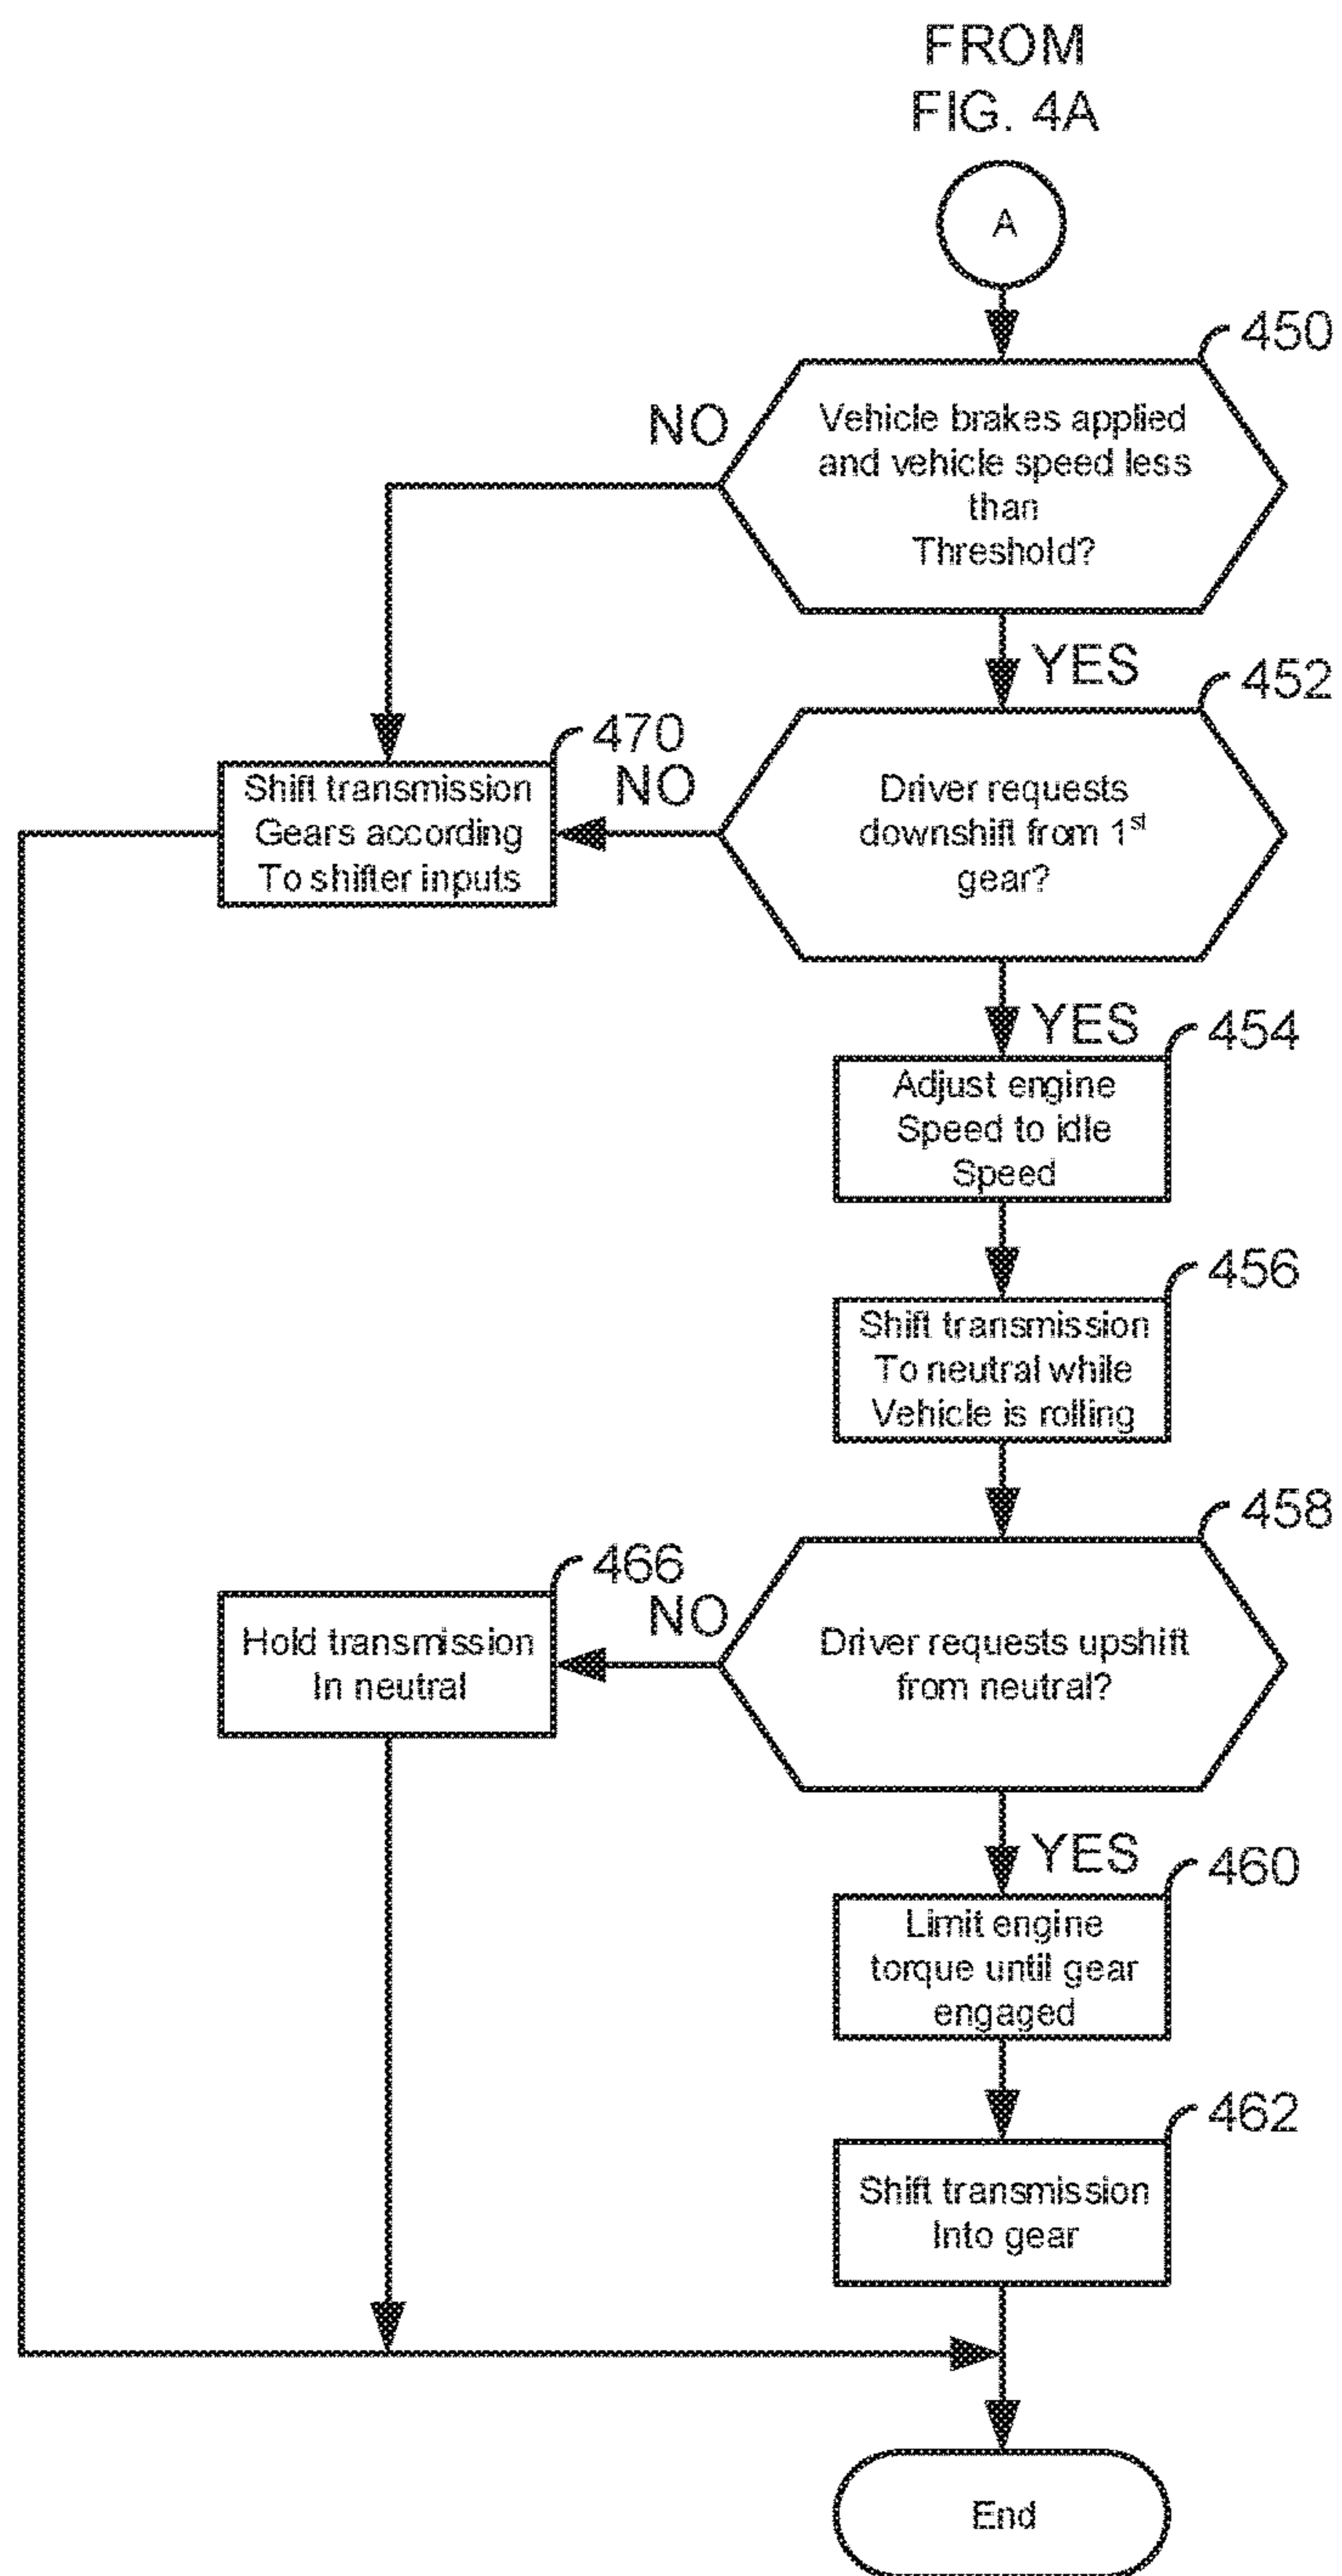 FROM
FIG. 4A
A
450
Vehicle brakes applied
and vehicle speed less
than
Threshold?
NO
YES
452
Driver requests
downshift from 1st
gear?
NO
470
Shift transmission
Gears according
To shifter inputs
YES
454
Adjust engine
Speed to idle
Speed
456
Shift transmission
To neutral while
Vehicle is rolling
458
Driver requests upshift
from neutral?
NO
466
Hold transmission
In neutral
YES
460
Limit engine
torque until gear
engaged
462
Shift transmission
Into gear
End